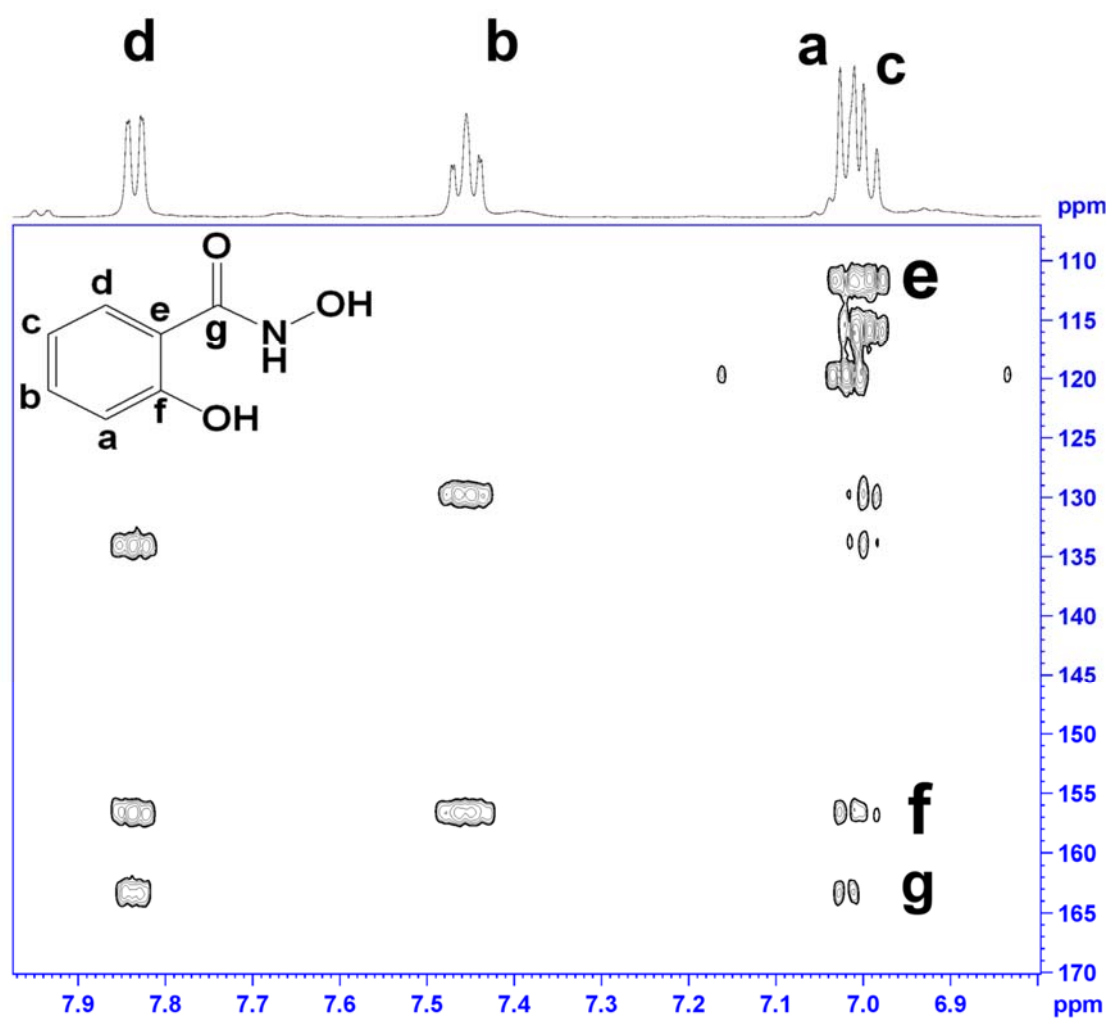 d b a c
ppm
110
115
120
125
130
135
140
145
150
155
160
165
170
e
f
g
O
d e g OH
c N
H
b f OH
a
7.9 7.8 7.7 7.6 7.5 7.4 7.3 7.2 7.1 7.0 6.9 ppm